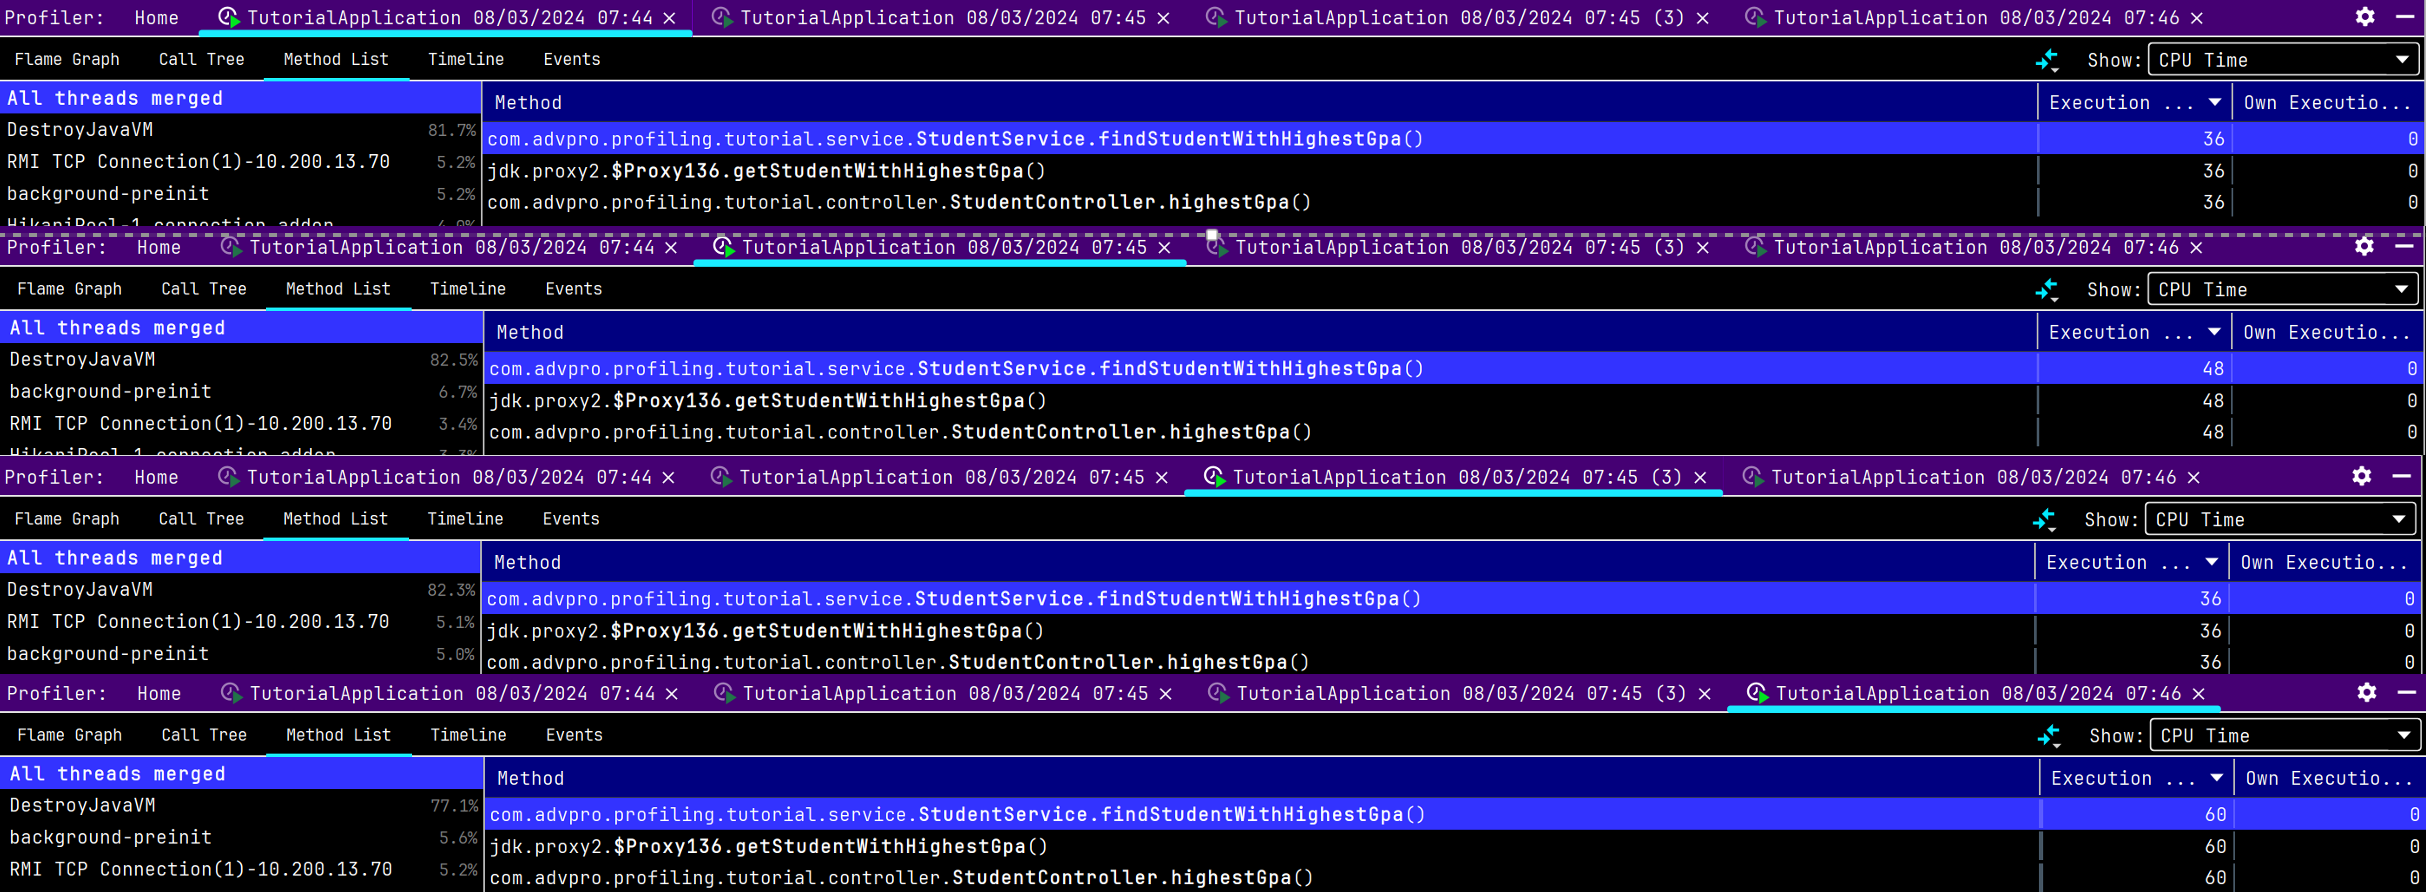 Profiler: Home TutorialApplication 08/03/2024 07:44 × TutorialApplication 08/03/2024 07:45 × TutorialApplication 08/03/2024 07:45 (3) × TutorialApplication 08/03/2024 07:46 ×
Flame Graph Call Tree Method List Timeline Events Show: CPU Time
All threads merged Method Execution ... Own Executio...
DestroyJavaVM 81.7% com.advpro.profiling.tutorial.service.StudentService.findStudentWithHighestGpa() 36 0
RMI TCP Connection(1)-10.200.13.70 5.2% jdk.proxy2.$Proxy136.getStudentWithHighestGpa() 36 0
background-preinit 5.2% com.advpro.profiling.tutorial.controller.StudentController.highestGpa() 36 0
HikariPool-1 connection adder
Profiler: Home TutorialApplication 08/03/2024 07:44 × TutorialApplication 08/03/2024 07:45 × TutorialApplication 08/03/2024 07:45 (3) × TutorialApplication 08/03/2024 07:46 ×
Flame Graph Call Tree Method List Timeline Events Show: CPU Time
All threads merged Method Execution ... Own Executio...
DestroyJavaVM 82.5% com.advpro.profiling.tutorial.service.StudentService.findStudentWithHighestGpa() 48 0
background-preinit 6.7% jdk.proxy2.$Proxy136.getStudentWithHighestGpa() 48 0
RMI TCP Connection(1)-10.200.13.70 3.4% com.advpro.profiling.tutorial.controller.StudentController.highestGpa() 48 0
HikariPool-1 connection adder
Profiler: Home TutorialApplication 08/03/2024 07:44 × TutorialApplication 08/03/2024 07:45 × TutorialApplication 08/03/2024 07:45 (3) × TutorialApplication 08/03/2024 07:46 ×
Flame Graph Call Tree Method List Timeline Events Show: CPU Time
All threads merged Method Execution ... Own Executio...
DestroyJavaVM 82.3% com.advpro.profiling.tutorial.service.StudentService.findStudentWithHighestGpa() 36 0
RMI TCP Connection(1)-10.200.13.70 5.1% jdk.proxy2.$Proxy136.getStudentWithHighestGpa() 36 0
background-preinit 5.0% com.advpro.profiling.tutorial.controller.StudentController.highestGpa() 36 0
Profiler: Home TutorialApplication 08/03/2024 07:44 × TutorialApplication 08/03/2024 07:45 × TutorialApplication 08/03/2024 07:45 (3) × TutorialApplication 08/03/2024 07:46 ×
Flame Graph Call Tree Method List Timeline Events Show: CPU Time
All threads merged Method Execution ... Own Executio...
DestroyJavaVM 77.1% com.advpro.profiling.tutorial.service.StudentService.findStudentWithHighestGpa() 60 0
background-preinit 5.6% jdk.proxy2.$Proxy136.getStudentWithHighestGpa() 60 0
RMI TCP Connection(1)-10.200.13.70 5.2% com.advpro.profiling.tutorial.controller.StudentController.highestGpa() 60 0